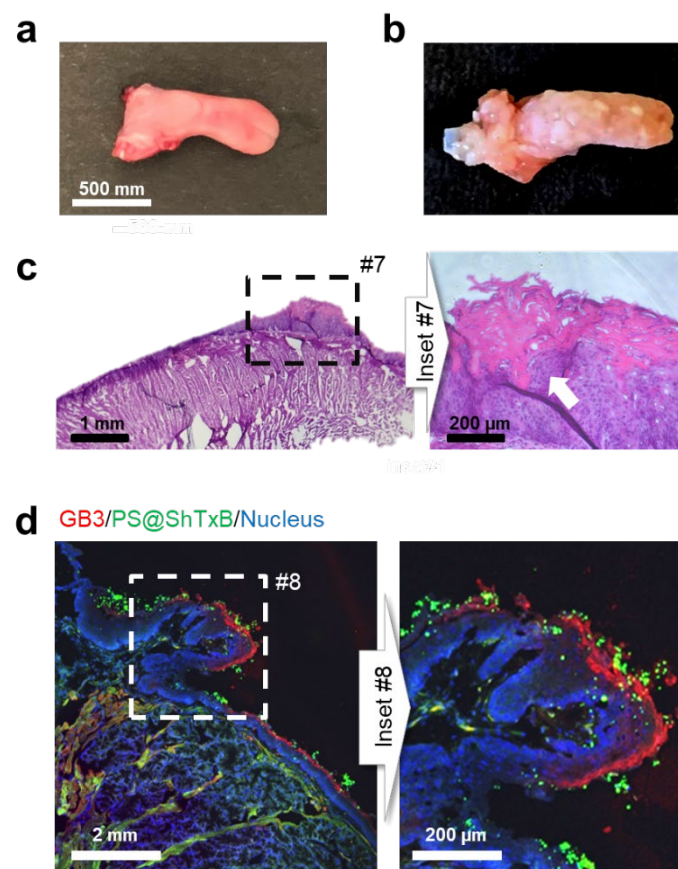 a
b
500 mm
c
#7
Inset #7
1 mm
200 µm
d
GB3/PS@ShTxB/Nucleus
#8
Inset #8
2 mm
200 µm